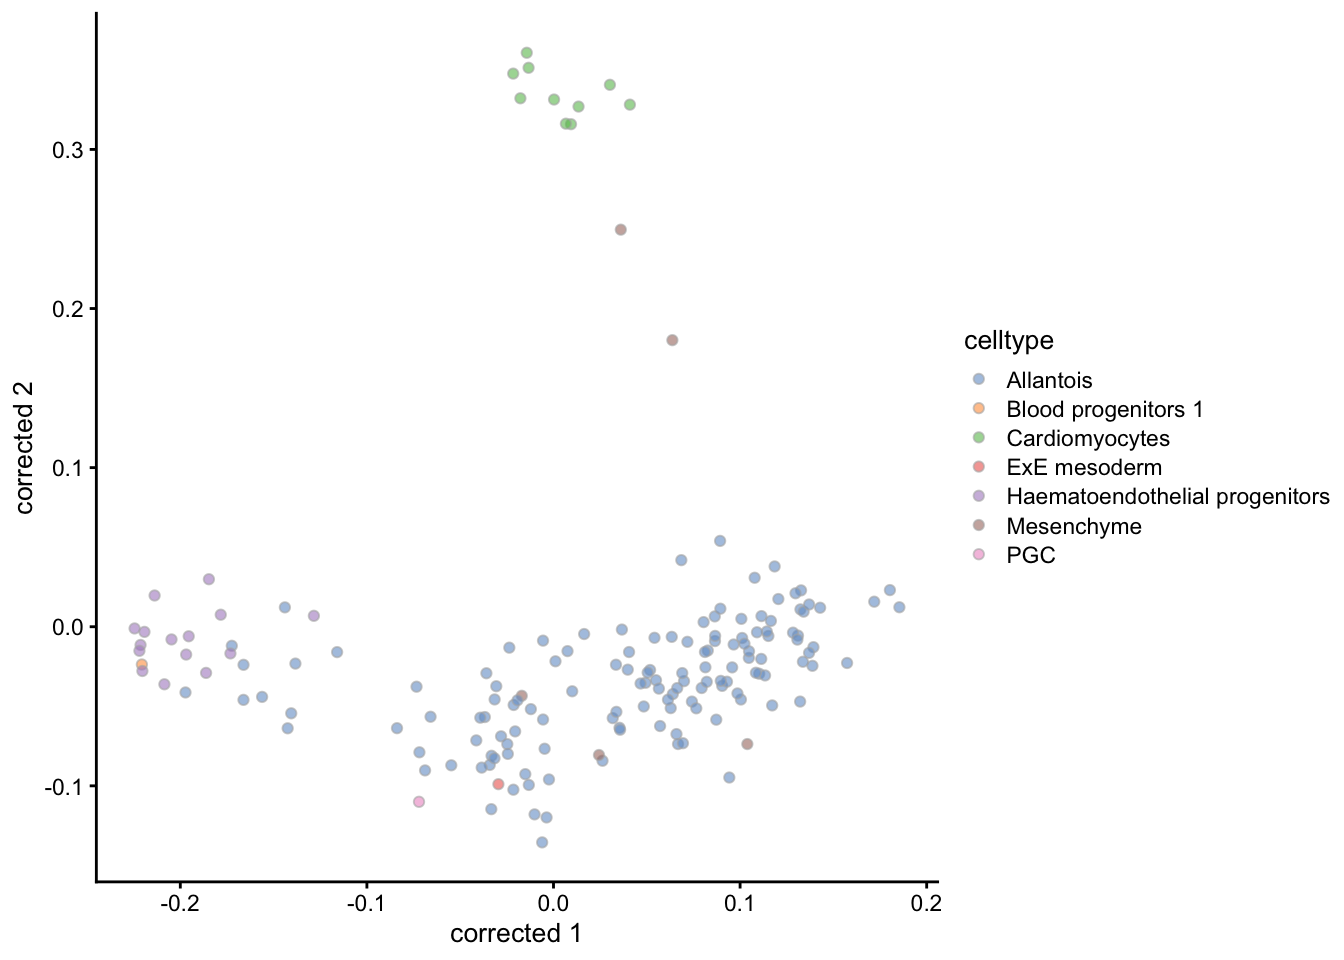 0.3
0.2
0.1
0.0
-0.1
corrected 2
-0.2
-0.1
0.0
0.1
0.2
corrected 1
celltype
Allantois
Blood progenitors 1
Cardiomyocytes
ExE mesoderm
Haematoendothelial progenitors
Mesenchyme
PGC